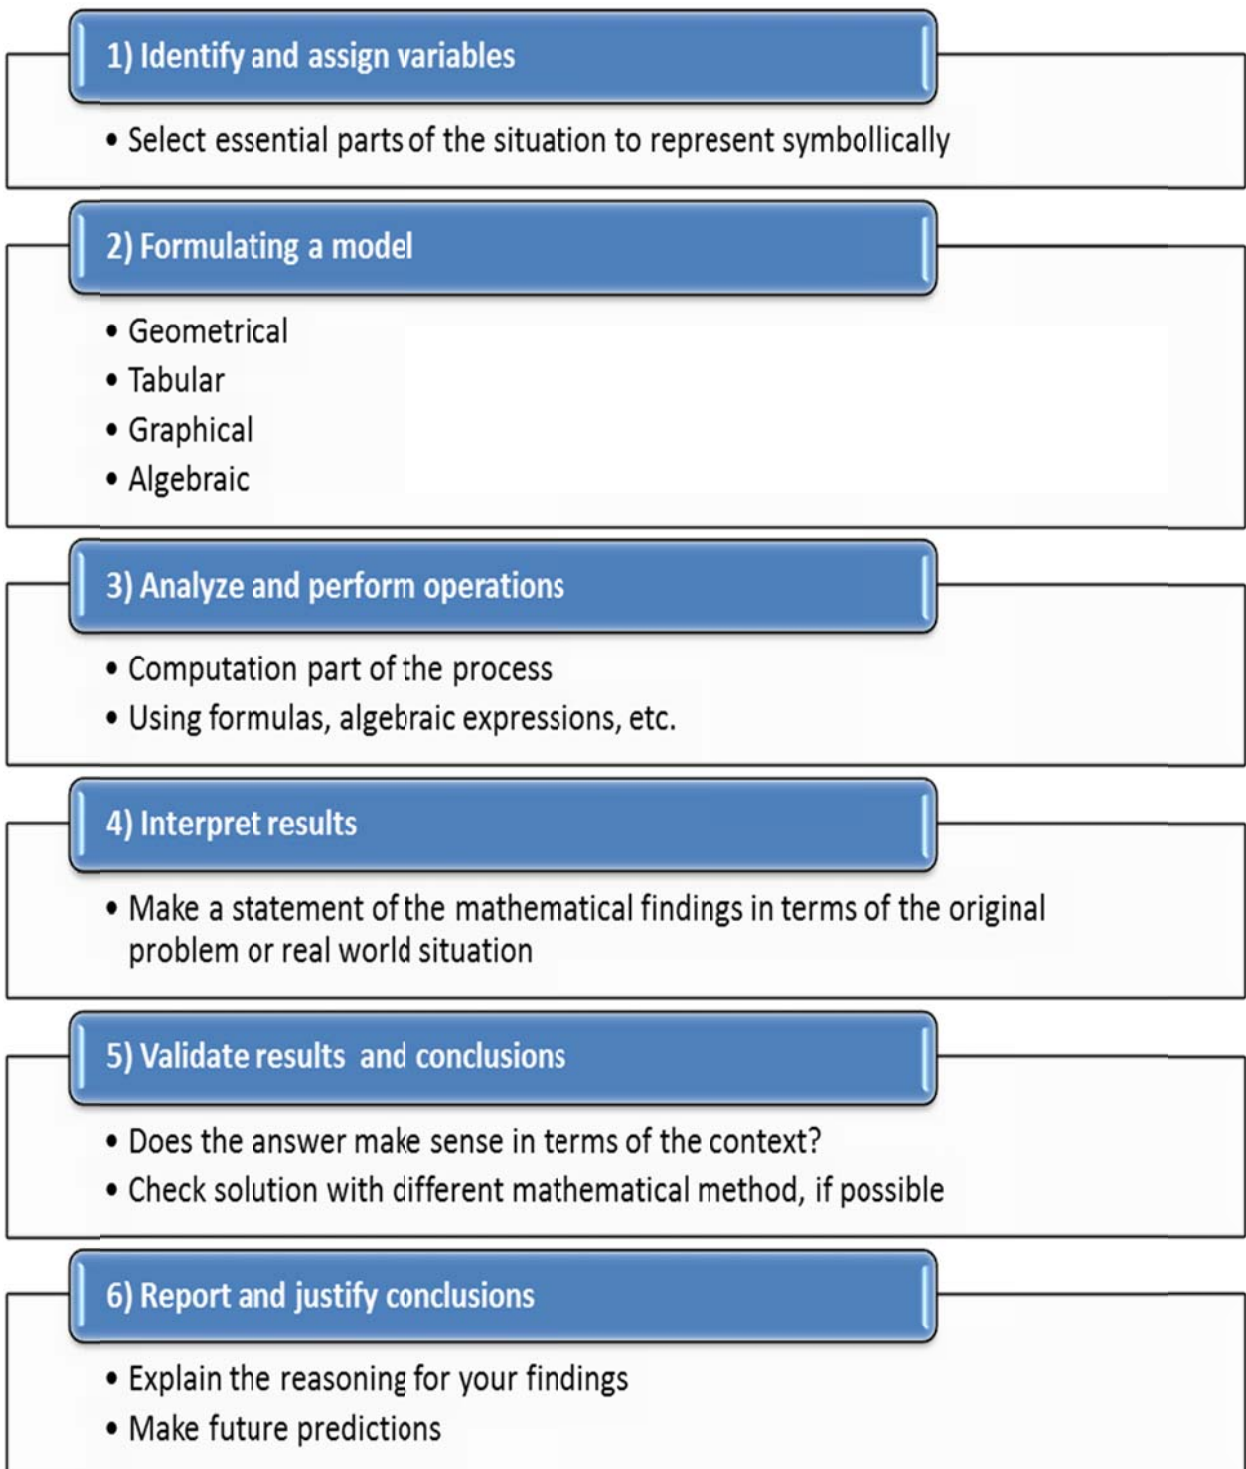 1) Identify and assign variables
• Select essential parts of the situation to represent symbollically
2) Formulating a model
• Geometrical
• Tabular
• Graphical
• Algebraic
3) Analyze and perform operations
• Computation part of the process
• Using formulas, algebraic expressions, etc.
4) Interpret results
• Make a statement of the mathematical findings in terms of the original
problem or real world situation
5) Validate results and conclusions
• Does the answer make sense in terms of the context?
• Check solution with different mathematical method, if possible
6) Report and justify conclusions
• Explain the reasoning for your findings
• Make future predictions